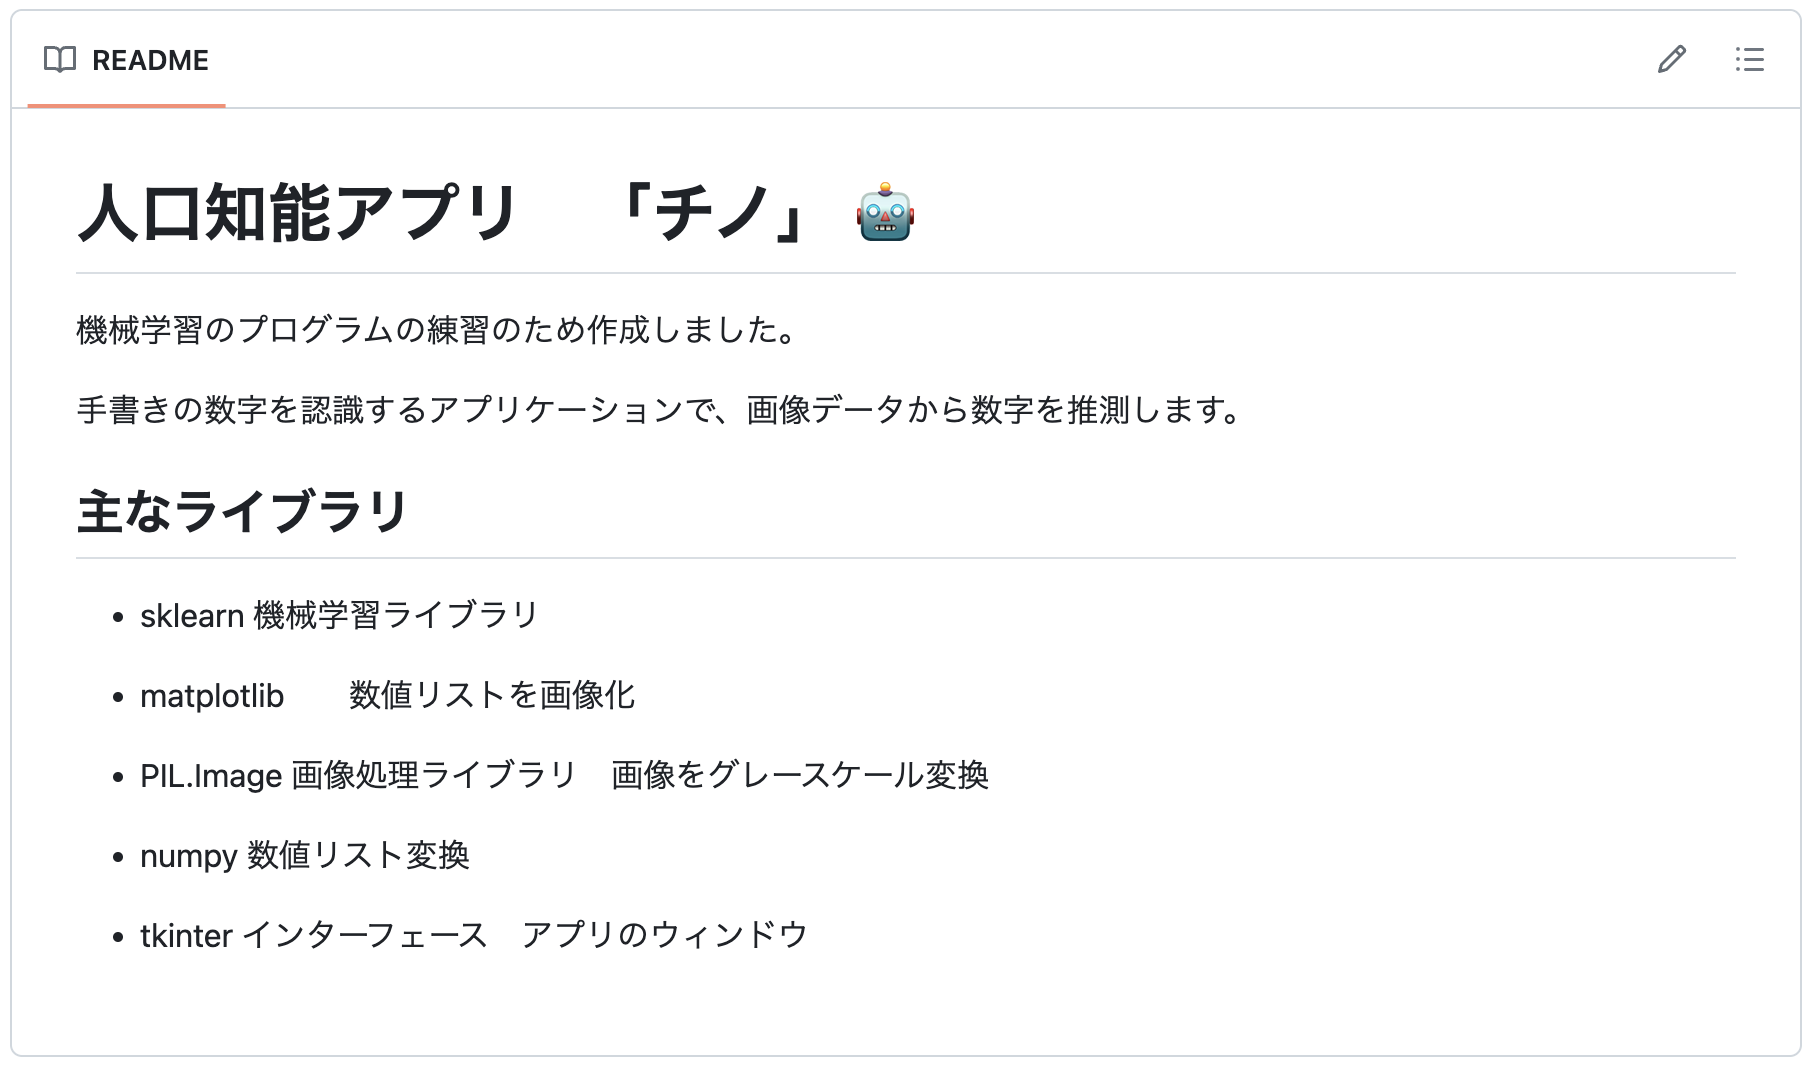 README
人口知能アプリ　「チノ」 🤖
機械学習のプログラムの練習のため作成しました。
手書きの数字を認識するアプリケーションで、画像データから数字を推測します。
主なライブラリ
• sklearn 機械学習ライブラリ
• matplotlib　　数値リストを画像化
• PIL.Image 画像処理ライブラリ　画像をグレースケール変換
• numpy 数値リスト変換
• tkinter インターフェース　アプリのウィンドウ